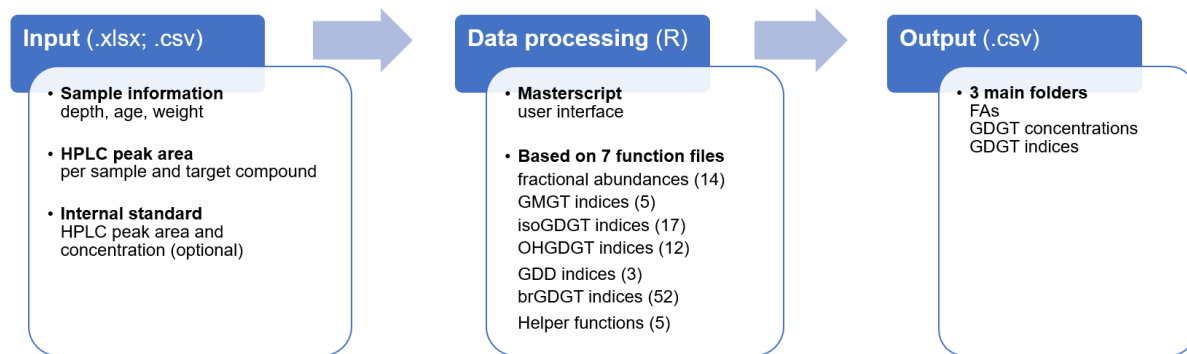 Input (.xlsx; .csv)
• Sample information
depth, age, weight
• HPLC peak area
per sample and target compound
• Internal standard
HPLC peak area and
concentration (optional)
Data processing (R)
• Masterscript
user interface
• Based on 7 function files
fractional abundances (14)
GMGT indices (5)
isoGDGT indices (17)
OHGDGT indices (12)
GDD indices (3)
brGDGT indices (52)
Helper functions (5)
Output (.csv)
• 3 main folders
FAs
GDGT concentrations
GDGT indices